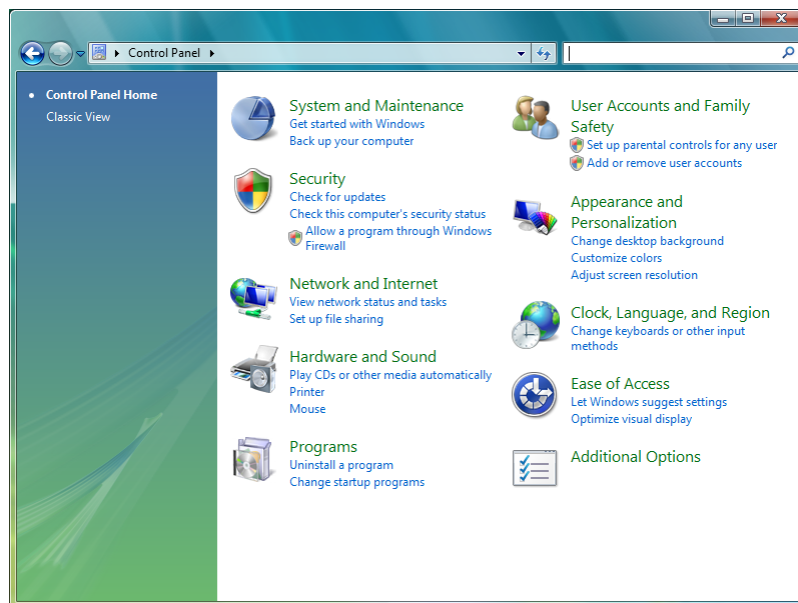 Control Panel
Control Panel Home
Classic View
System and Maintenance
Get started with Windows
Back up your computer
Security
Check for updates
Check this computer's security status
Allow a program through Windows
Firewall
Network and Internet
View network status and tasks
Set up file sharing
Hardware and Sound
Play CDs or other media automatically
Printer
Mouse
Programs
Uninstall a program
Change startup programs
User Accounts and Family
Safety
Set up parental controls for any user
Add or remove user accounts
Appearance and
Personalization
Change desktop background
Customize colors
Adjust screen resolution
Clock, Language, and Region
Change keyboards or other input
methods
Ease of Access
Let Windows suggest settings
Optimize visual display
Additional Options